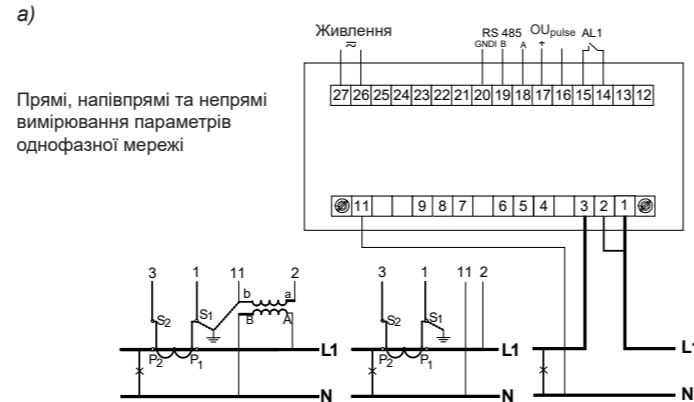 а)
Живлення
RS 485 OUpulse AL1
GNDI B A +
Прямі, напівпрямі та непрямі
вимірювання параметрів
однофазної мережі
27 26 25 24 23 22 21 20 19 18 17 16 15 14 13 12
11 9 8 7 6 5 4 3 2 1
3 1 11 2 3 1 11 2
b a
S2 S1 B A S2 S1
P2 P1 L1 P2 P1 L1 L1
N N N